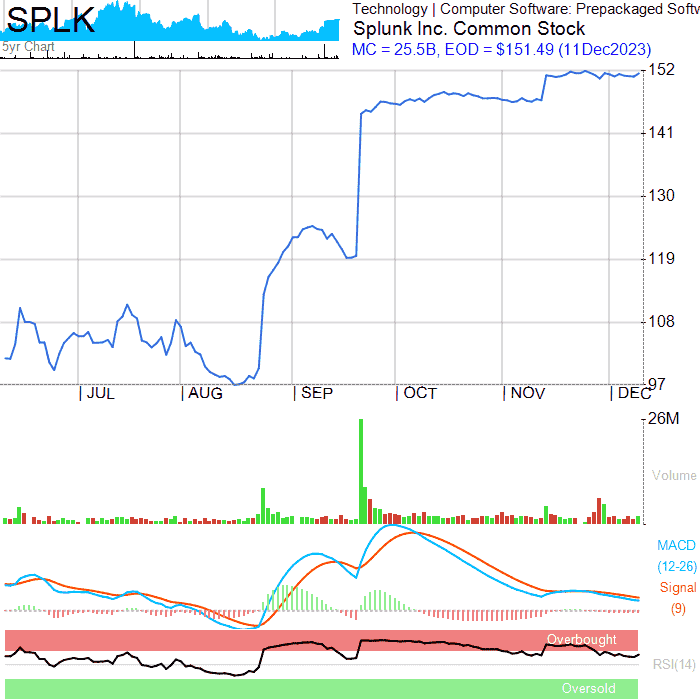 SPLK
5yr Chart
Technology | Computer Software: Prepackaged Softw
Splunk Inc. Common Stock
MC = 25.5B, EOD = $151.49 (11Dec2023)
152
141
130
119
108
97
| JUL | AUG | SEP | OCT | NOV | DEC
26M
Volume
MACD
(12-26)
Signal
(9)
Overbought
RSI(14)
Oversold